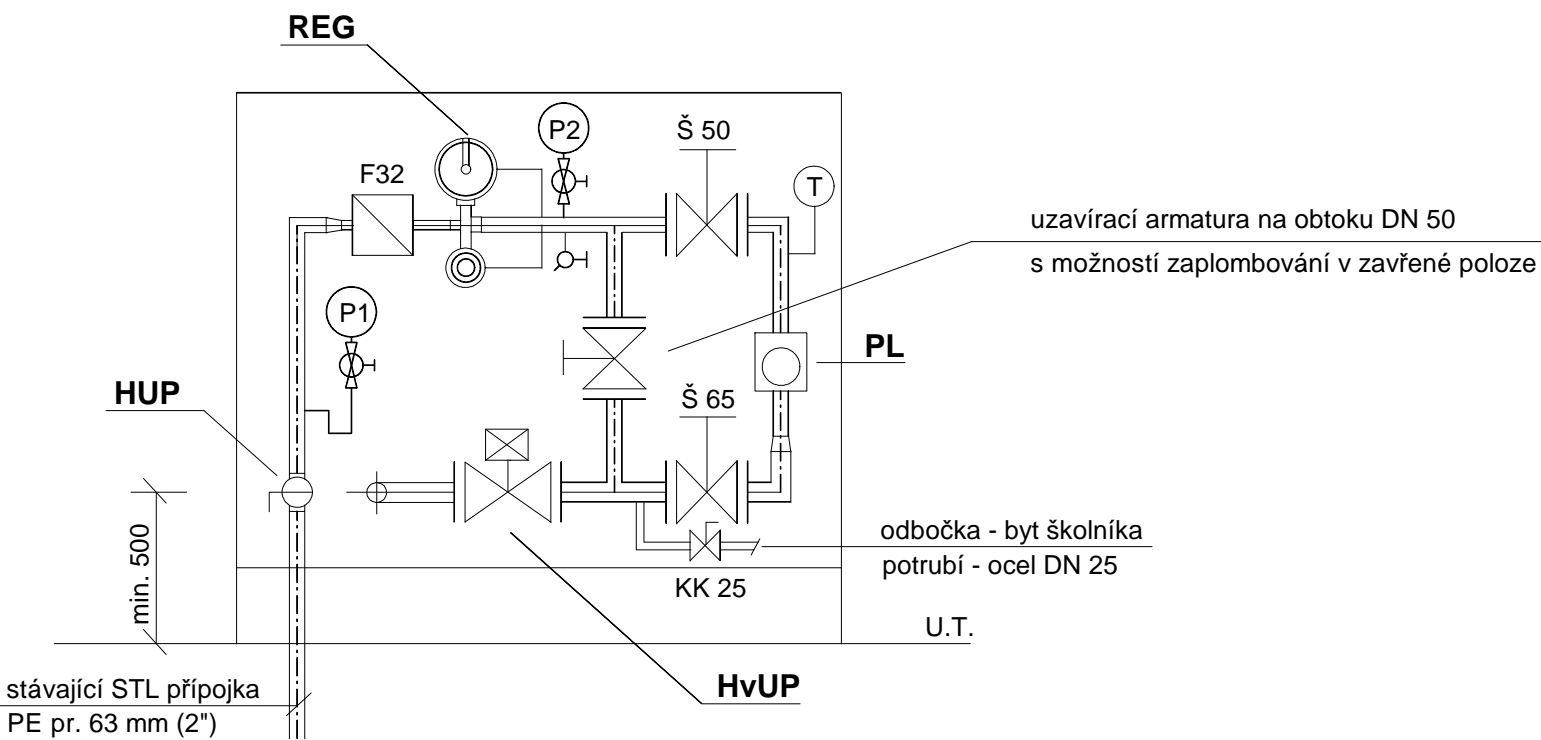 REG
P2
Š 50
F32
T
uzavírací armatura na obtoku DN 50
s možností zaplombování v zavřené poloze
P1
PL
HUP
Š 65
min. 500
odbočka - byt školníka
potrubí - ocel DN 25
KK 25
U.T.
HvUP
stávající STL přípojka
PE pr. 63 mm (2")